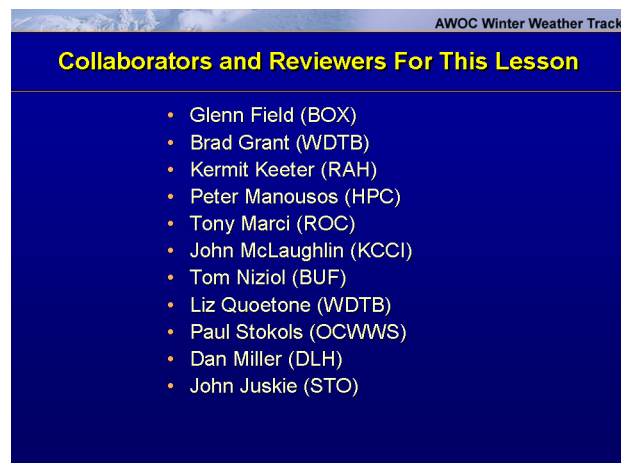 AWOC Winter Weather Track
Collaborators and Reviewers For This Lesson
• Glenn Field (BOX)
• Brad Grant (WDTB)
• Kermit Keeter (RAH)
• Peter Manousos (HPC)
• Tony Marci (ROC)
• John McLaughlin (KCCI)
• Tom Niziol (BUF)
• Liz Quoetone (WDTB)
• Paul Stokols (OCWWS)
• Dan Miller (DLH)
• John Juskie (STO)